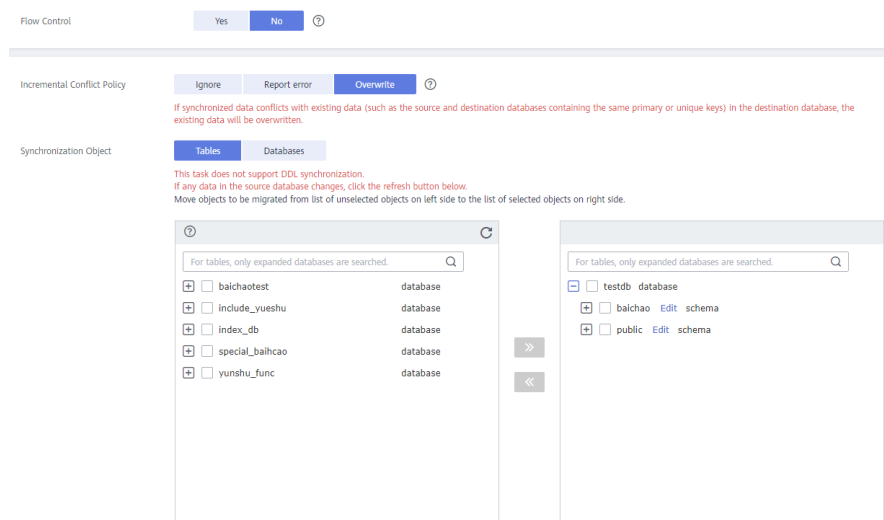 Flow Control Yes No ?
Incremental Conflict Policy Ignore Report error Overwrite ?
If synchronized data conflicts with existing data (such as the source and destination databases containing the same primary or unique keys) in the destination database, the
existing data will be overwritten.
Synchronization Object Tables Databases
This task does not support DDL synchronization.
If any data in the source database changes, click the refresh button below.
Move objects to be migrated from list of unselected objects on left side to the list of selected objects on right side.
?
For tables, only expanded databases are searched.
baichaotest database
include_yueshu database
index_db database
special_baihcao database
yunshu_func database
»
«
For tables, only expanded databases are searched.
testdb database
baichao Edit schema
public Edit schema